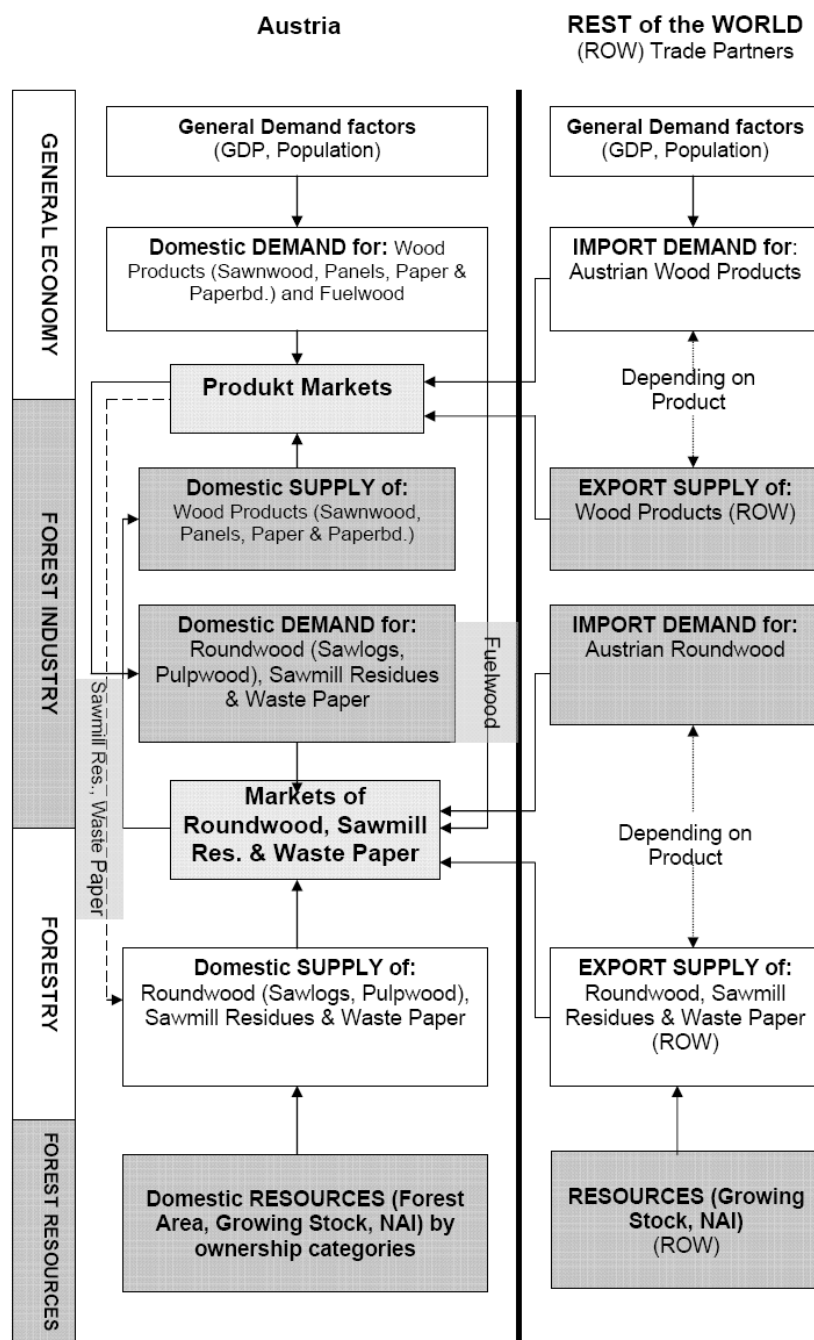 Austria
REST of the WORLD
(ROW) Trade Partners
GENERAL ECONOMY
FOREST INDUSTRY
FORESTRY
FOREST RESOURCES
General Demand factors
(GDP, Population)
General Demand factors
(GDP, Population)
Domestic DEMAND for: Wood
Products (Sawnwood, Panels, Paper &
Paperbd.) and Fuelwood
IMPORT DEMAND for:
Austrian Wood Products
Produkt Markets
Depending on
Product
Domestic SUPPLY of:
Wood Products (Sawnwood,
Panels, Paper & Paperbd.)
EXPORT SUPPLY of:
Wood Products (ROW)
Domestic DEMAND for:
Roundwood (Sawlogs,
Pulpwood), Sawmill Residues
& Waste Paper
Fuelwood
IMPORT DEMAND for:
Austrian Roundwood
Sawmill Res., Waste Paper
Markets of
Roundwood, Sawmill
Res. & Waste Paper
Depending on
Product
Domestic SUPPLY of:
Roundwood (Sawlogs, Pulpwood),
Sawmill Residues & Waste Paper
EXPORT SUPPLY of:
Roundwood, Sawmill
Residues & Waste Paper
(ROW)
Domestic RESOURCES (Forest
Area, Growing Stock, NAI) by
ownership categories
RESOURCES (Growing
Stock, NAI)
(ROW)